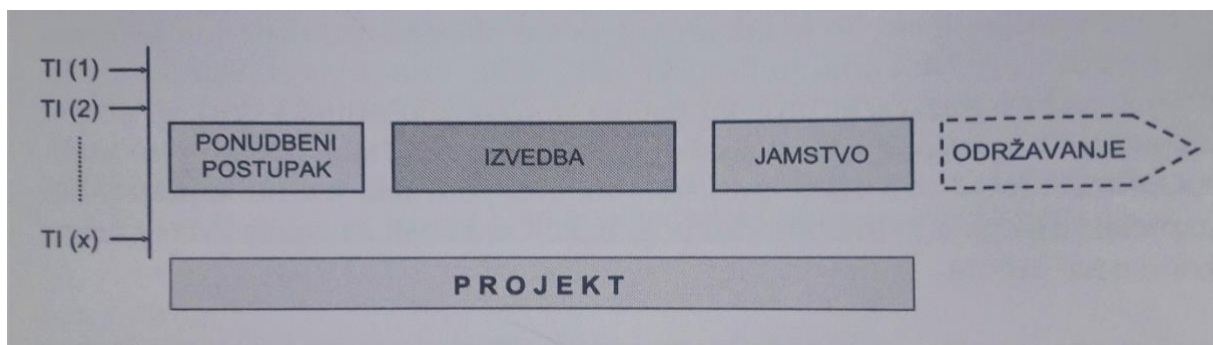 TI (1)
TI (2)
PONUDBENI
POSTUPAK
IZVEDBA
JAMSTVO
ODRŽAVANJE
TI (x)
PROJEKT